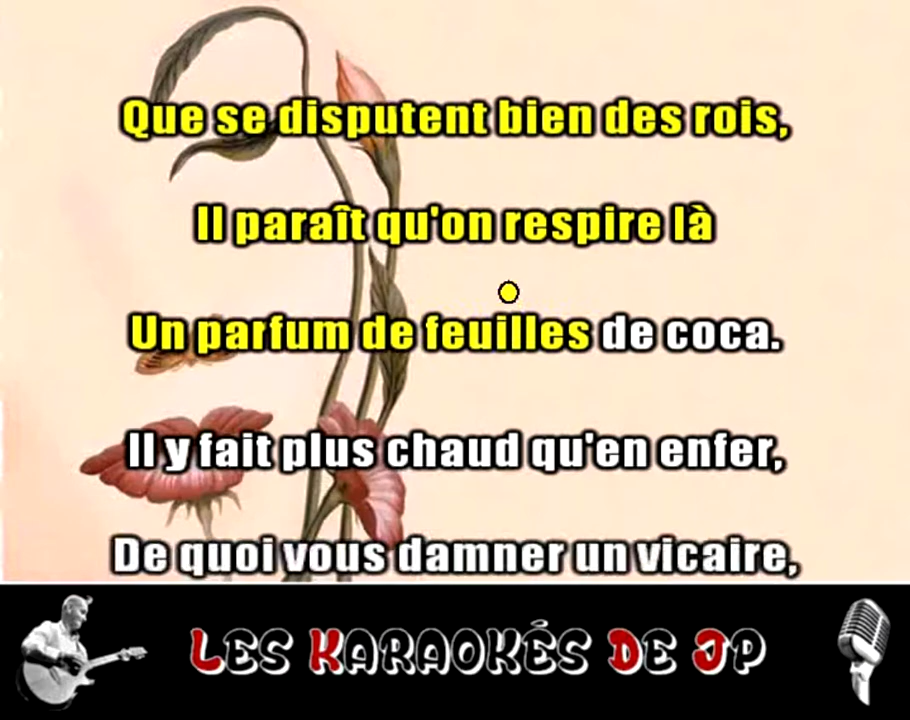 Que se disputent bien des rois,
Il paraît qu'on respire là
Un parfum de feuilles de coca.
Il y fait plus chaud qu'en enfer,
De quoi vous damner un vicaire,
LES KARAOKÉS DE JP